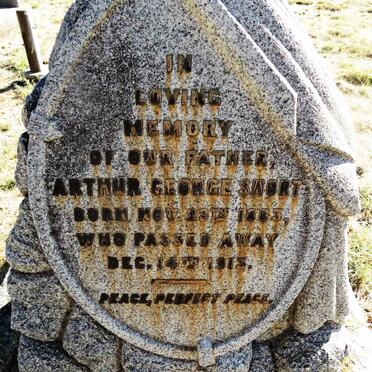 IN
LOVING
MEMORY
OF OUR FATHER,
ARTHUR GEORGE SHORT
BORN NOV. 25TH 1863,
WHO PASSED AWAY
DEC. 14TH 1913.
PEACE, PERFECT PEACE.